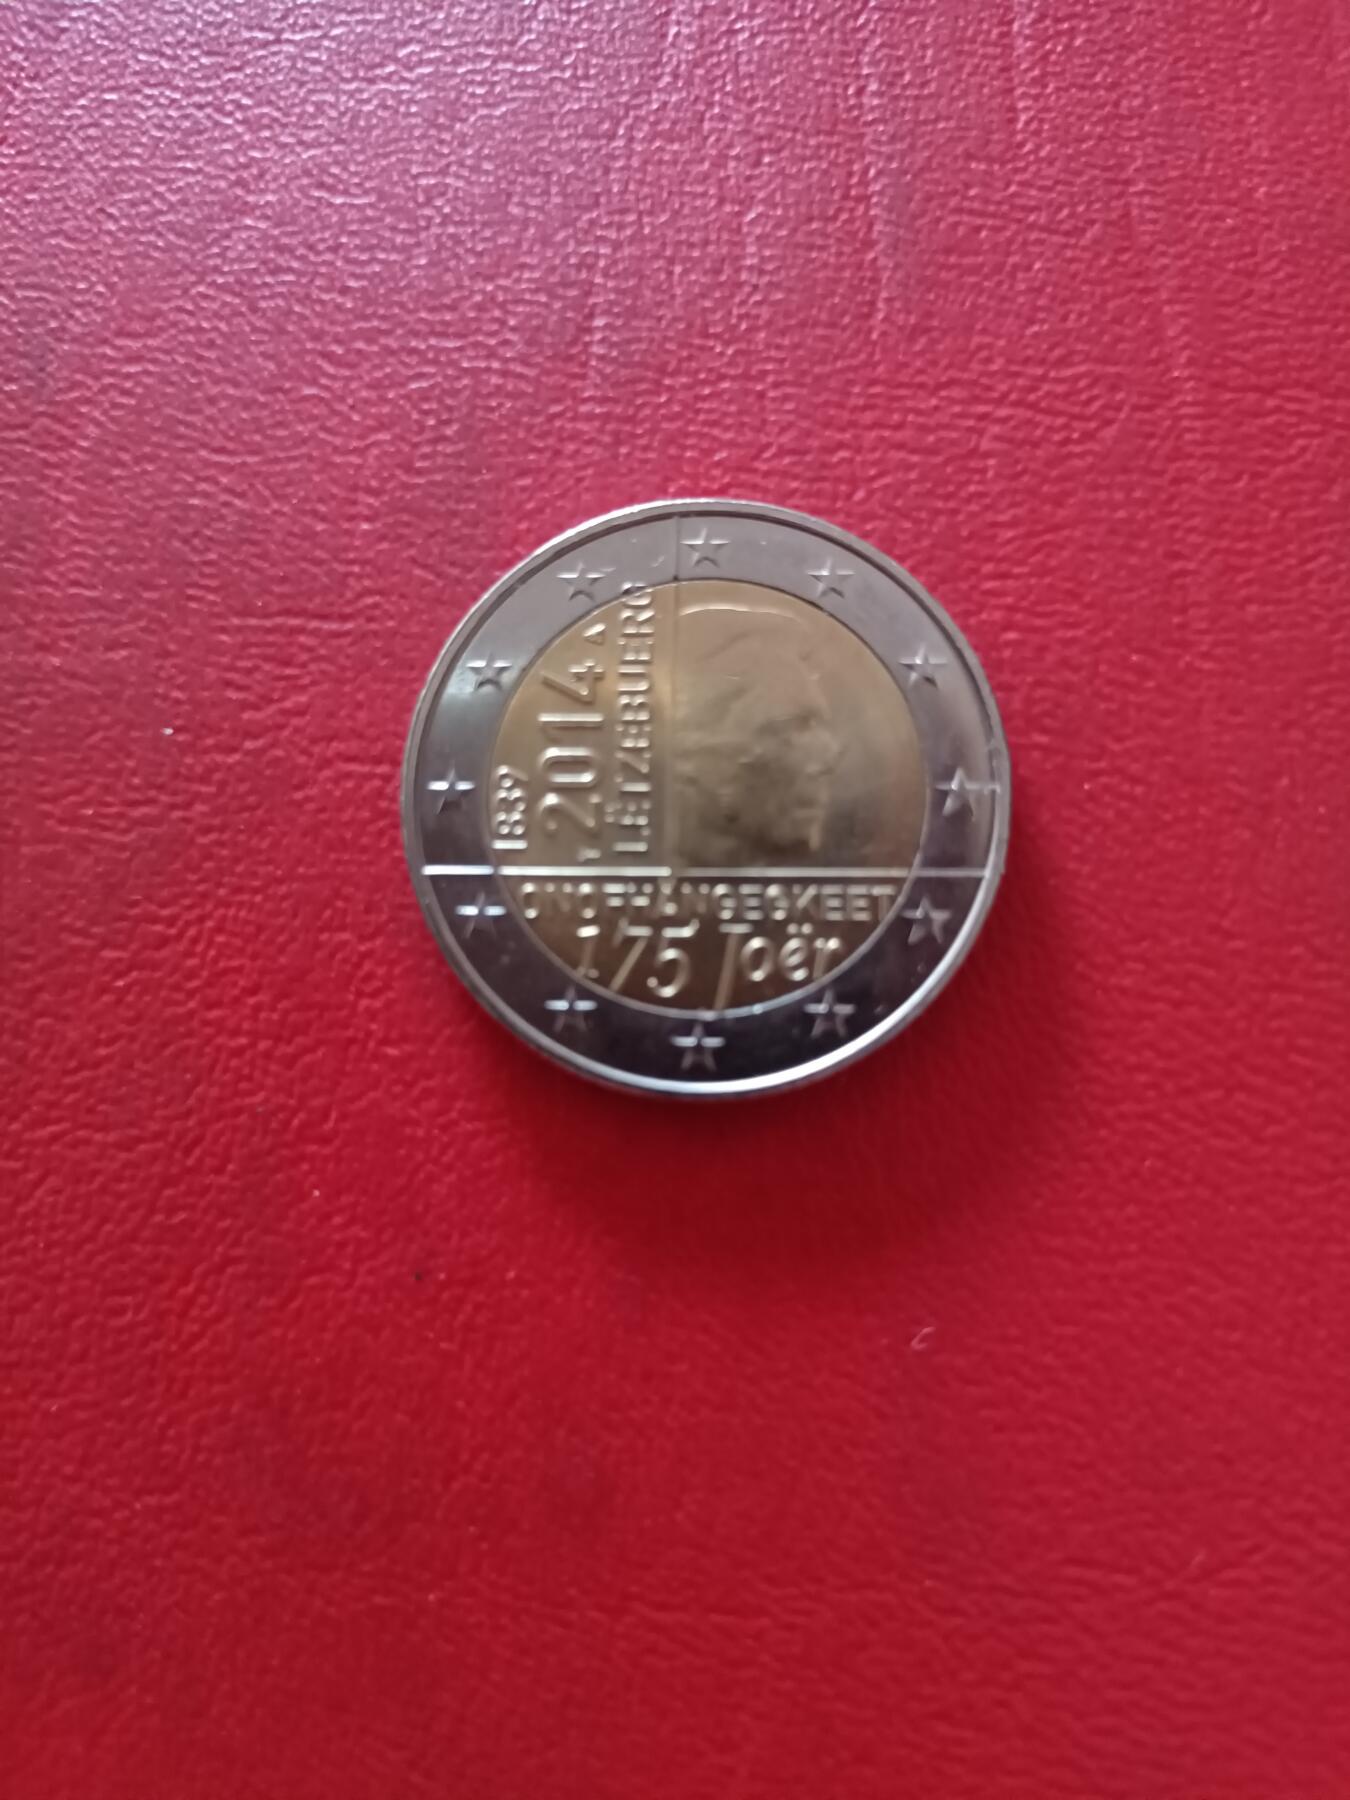 1839
2014
LËTZEBUERG
ONOFHÄNGEGKEET
175 Joër